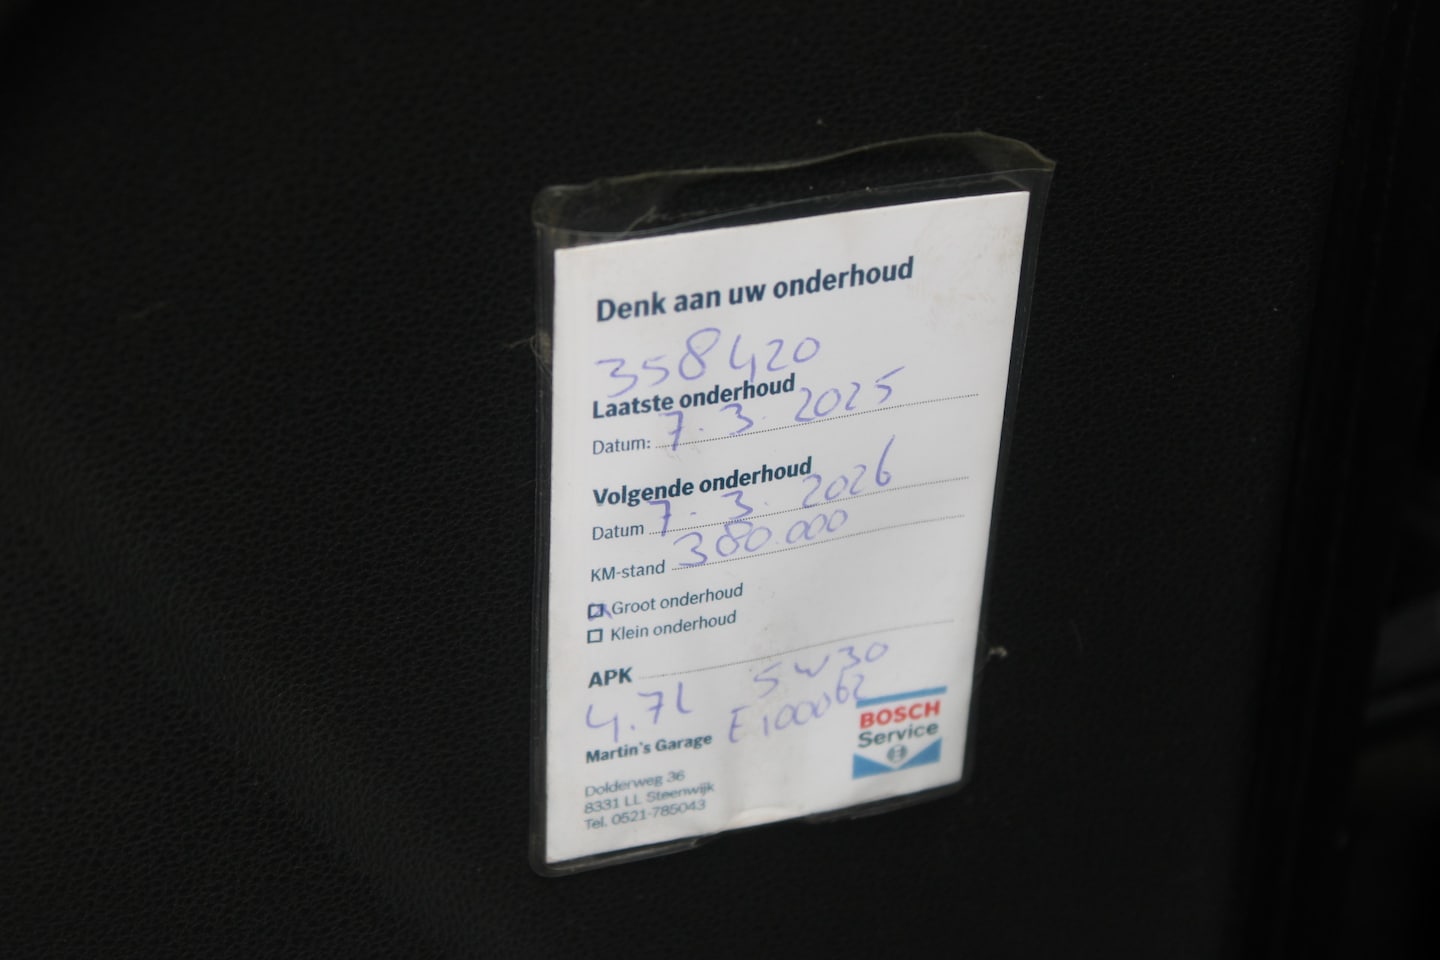 Denk aan uw onderhoud
358420
Laatste onderhoud
Datum: 7. 3. 2025
Volgende onderhoud
Datum 7. 3. 2026
KM-stand 380.000
Groot onderhoud
Klein onderhoud
APK
4.7L 5W30
E100062
Martin's Garage
Dolderweg 36
8331 LL Steenwijk
Tel. 0521-785043
BOSCH
Service